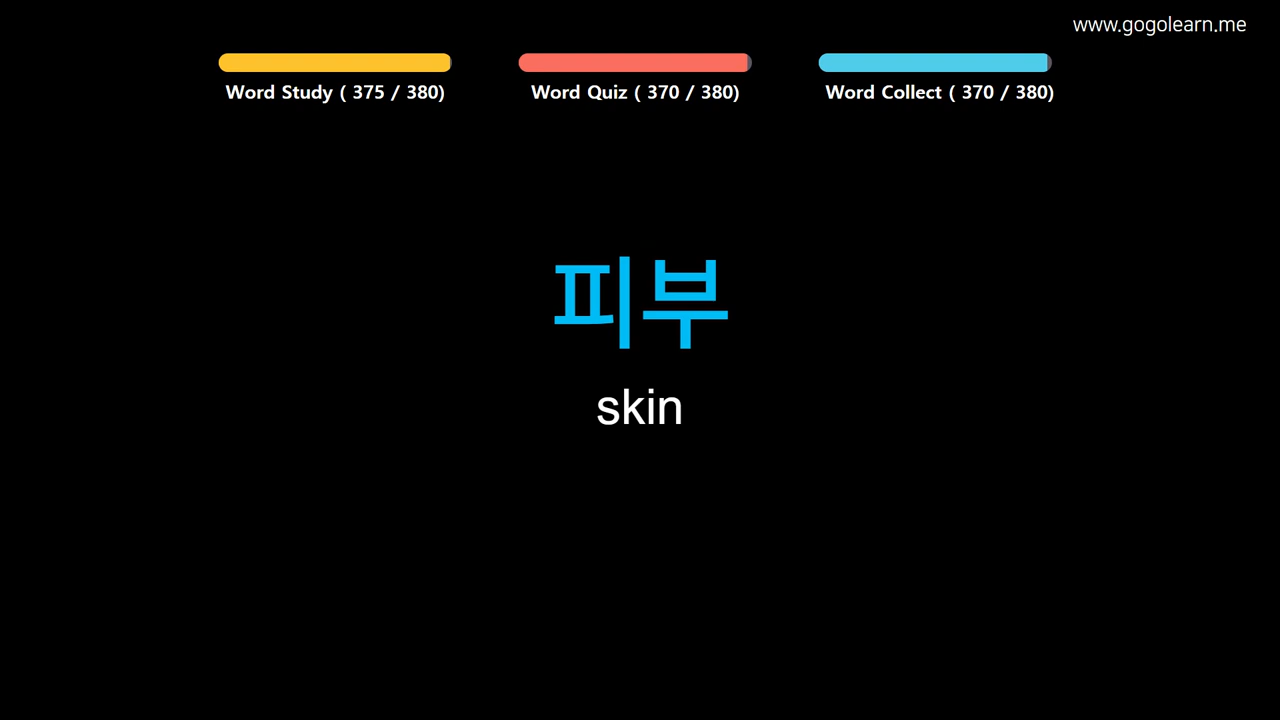 www.gogolearn.me
Word Study ( 375 / 380)
Word Quiz ( 370 / 380)
Word Collect ( 370 / 380)
피부
skin